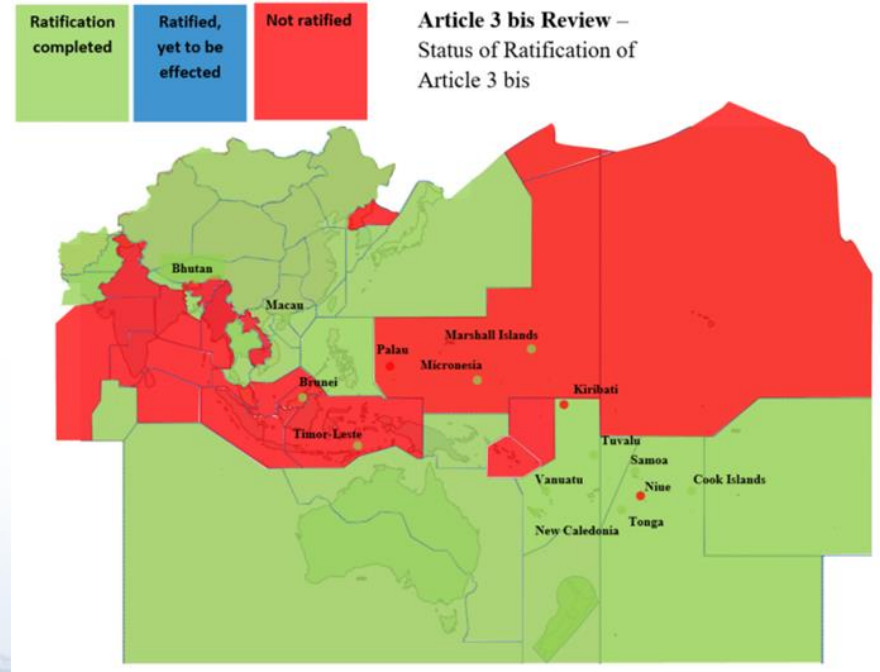 Ratification
completed
Ratified,
yet to be
effected
Not ratified
Article 3 bis Review –
Status of Ratification of
Article 3 bis
Bhutan
Macau
Marshall Islands
Palau
Micronesia
Brunei
Kiribati
Timor-Leste
Tuvalu
Samoa
Vanuatu
Niue
Cook Islands
New Caledonia
Tonga